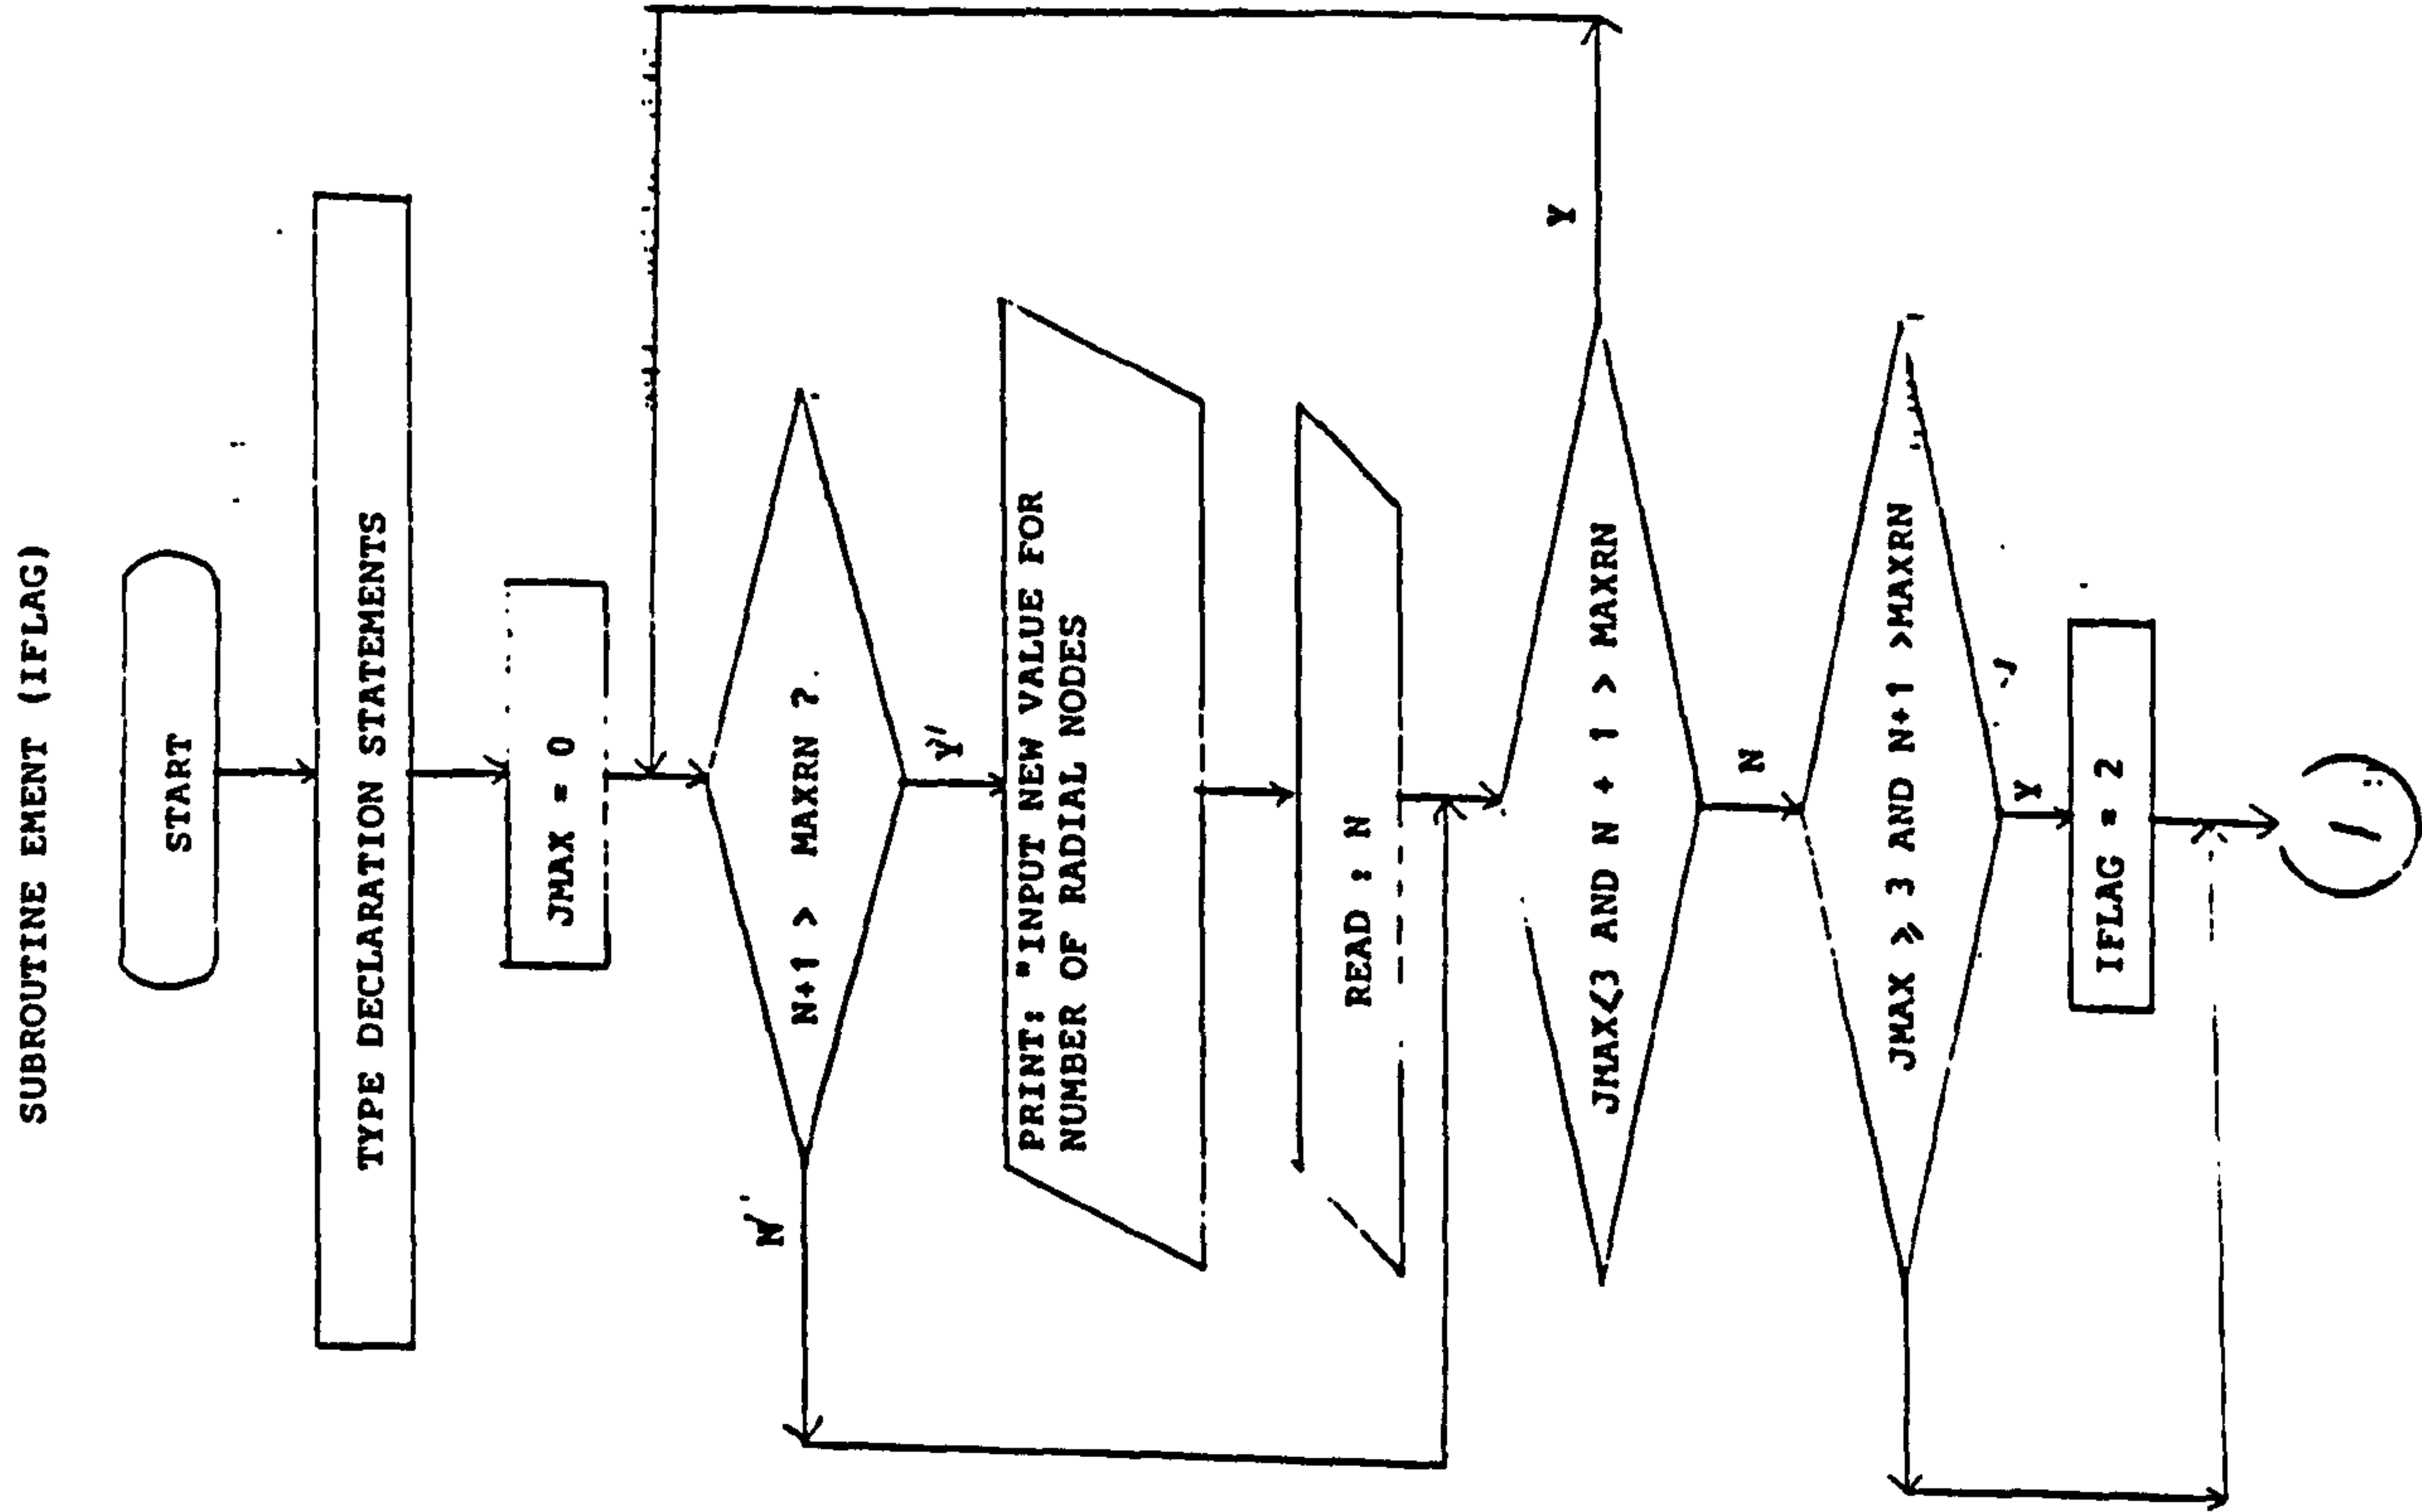 SUBROUTINE EMENT (IFLAG)
START
TYPE DECLARATION STATEMENTS
JMAX = 0
N+1 > MAXRN ?
N
Y
PRINT: "INPUT NEW VALUE FOR
NUMBER OF RADIAL NODES
READ : N
JMAX<3 AND N + 1 > MAXRN
Y
N
JMAX ⩾ 3 AND N+1 >MAXRN
Y
IFLAG = 2
1